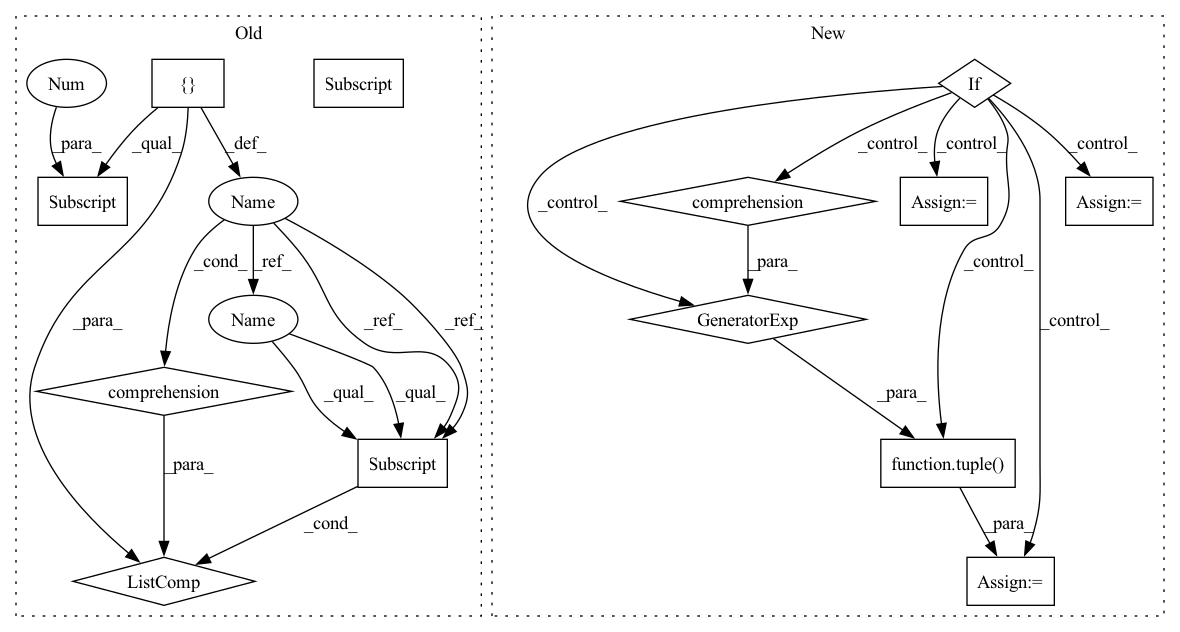 Old
New
Num
{}
Subscript
If
_para_
_qual_
_def_
_control_
_control_
_control_
_control_
Subscript
Name
comprehension
Assign:=
Assign:=
_control_
_cond_
_ref_
_para_
_control_
_para_
_ref_
_ref_
_control_
Name
GeneratorExp
comprehension
_qual_
_qual_
_para_
_para_
Subscript
function.tuple()
_cond_
_para_
ListComp
Assign:=